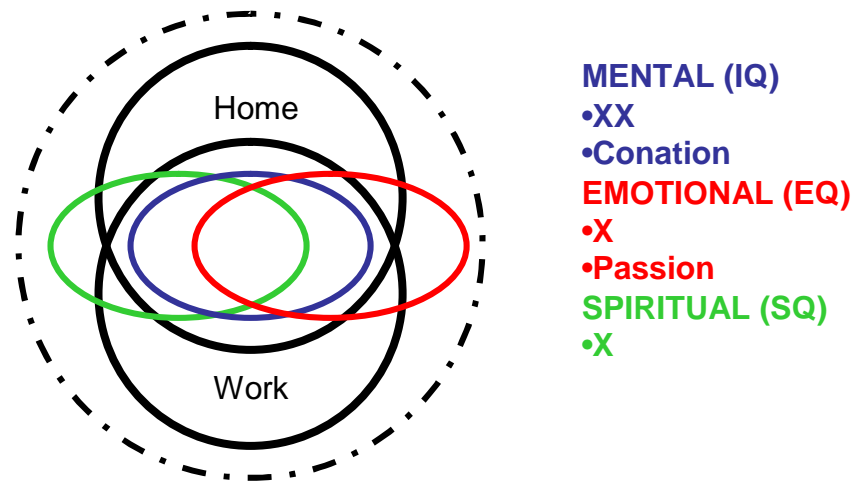 Home
Work
MENTAL (IQ)
•XX
•Conation
EMOTIONAL (EQ)
•X
•Passion
SPIRITUAL (SQ)
•X